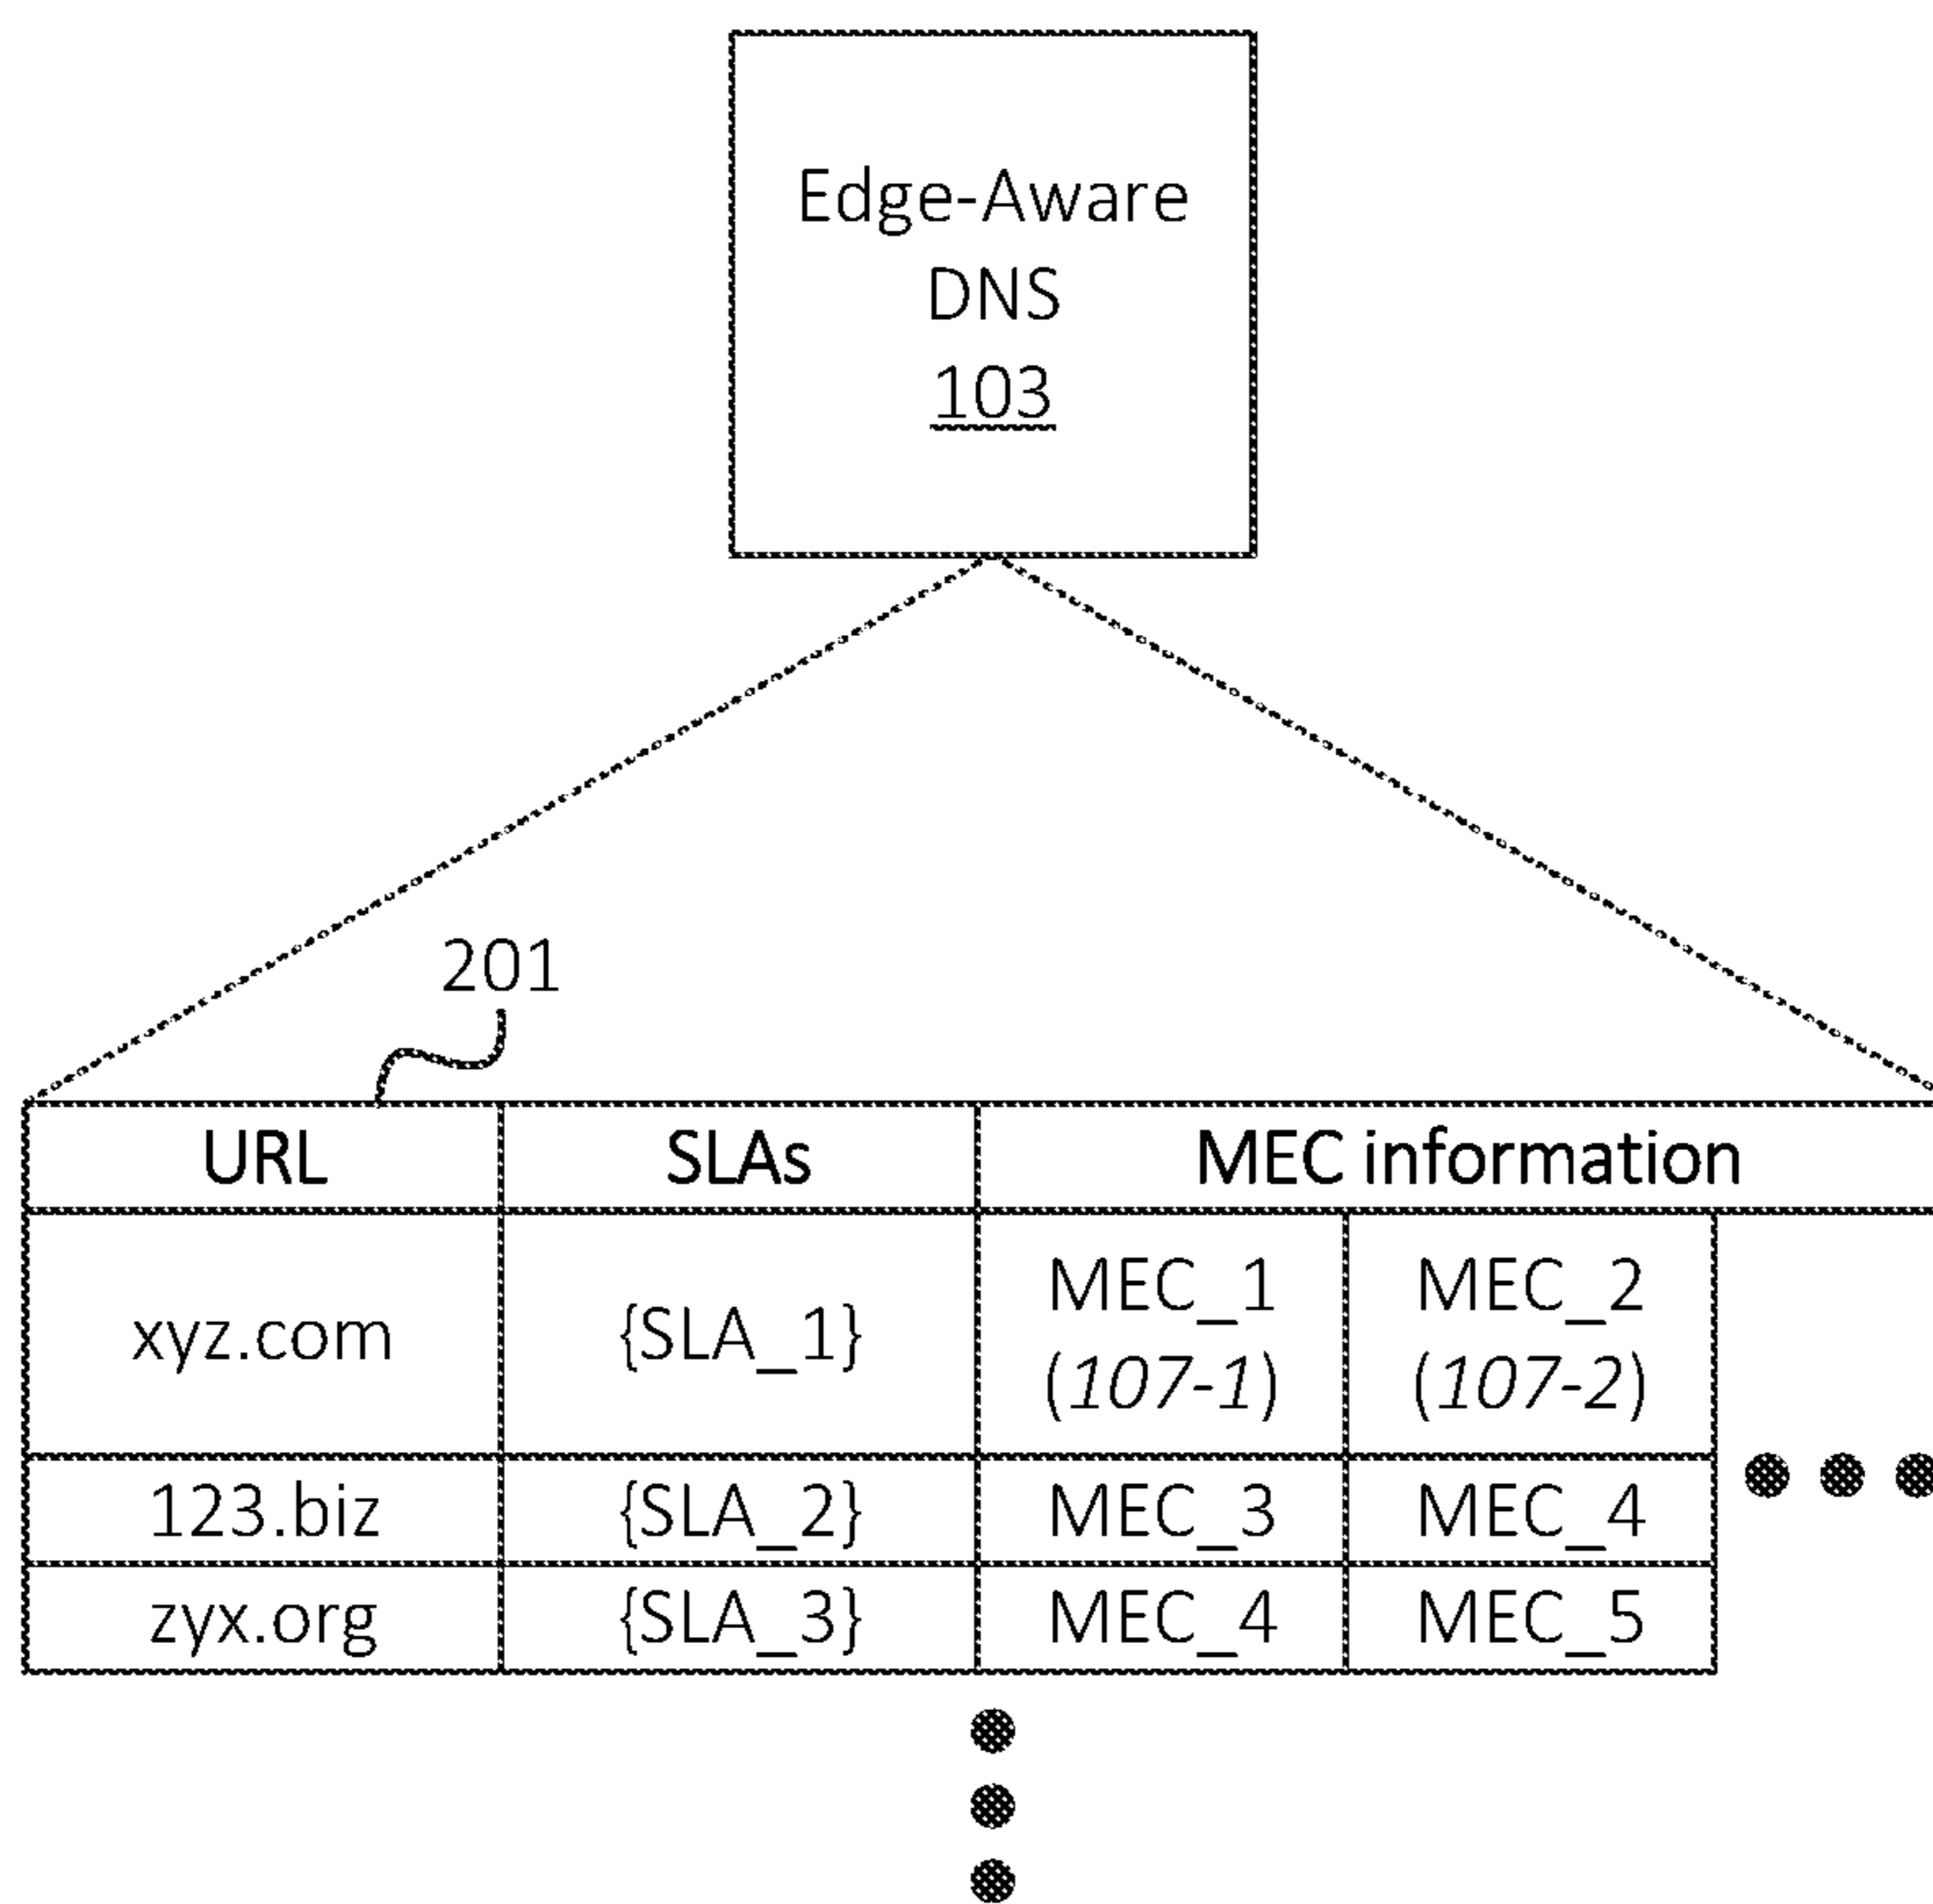 Edge-Aware
DNS
103
201
URL SLAs MEC information
xyz.com {SLA_1} MEC_1 (107-1) MEC_2 (107-2)
123.biz {SLA_2} MEC_3 MEC_4
zyx.org {SLA_3} MEC_4 MEC_5